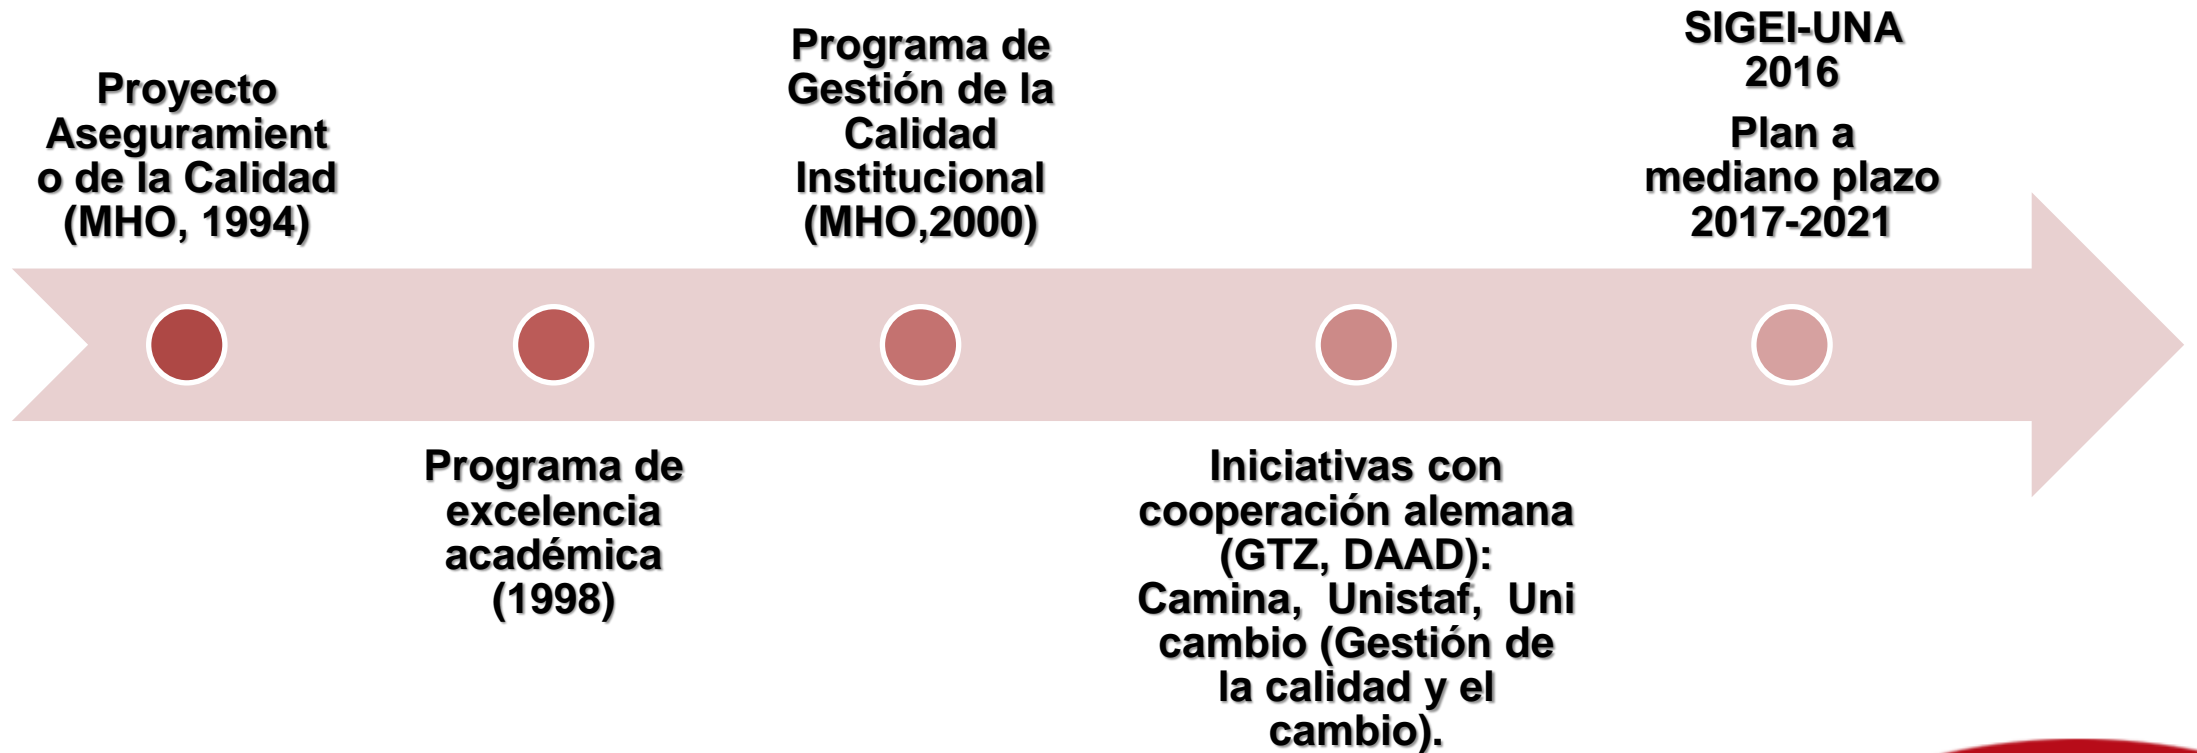 Proyecto
Aseguramient
o de la Calidad
(MHO, 1994)
Programa de
excelencia
académica
(1998)
Programa de
Gestión de la
Calidad
Institucional
(MHO,2000)
Iniciativas con
cooperación alemana
(GTZ, DAAD):
Camina, Unistaf, Uni
cambio (Gestión de
la calidad y el
cambio).
SIGEI-UNA
2016
Plan a
mediano plazo
2017-2021